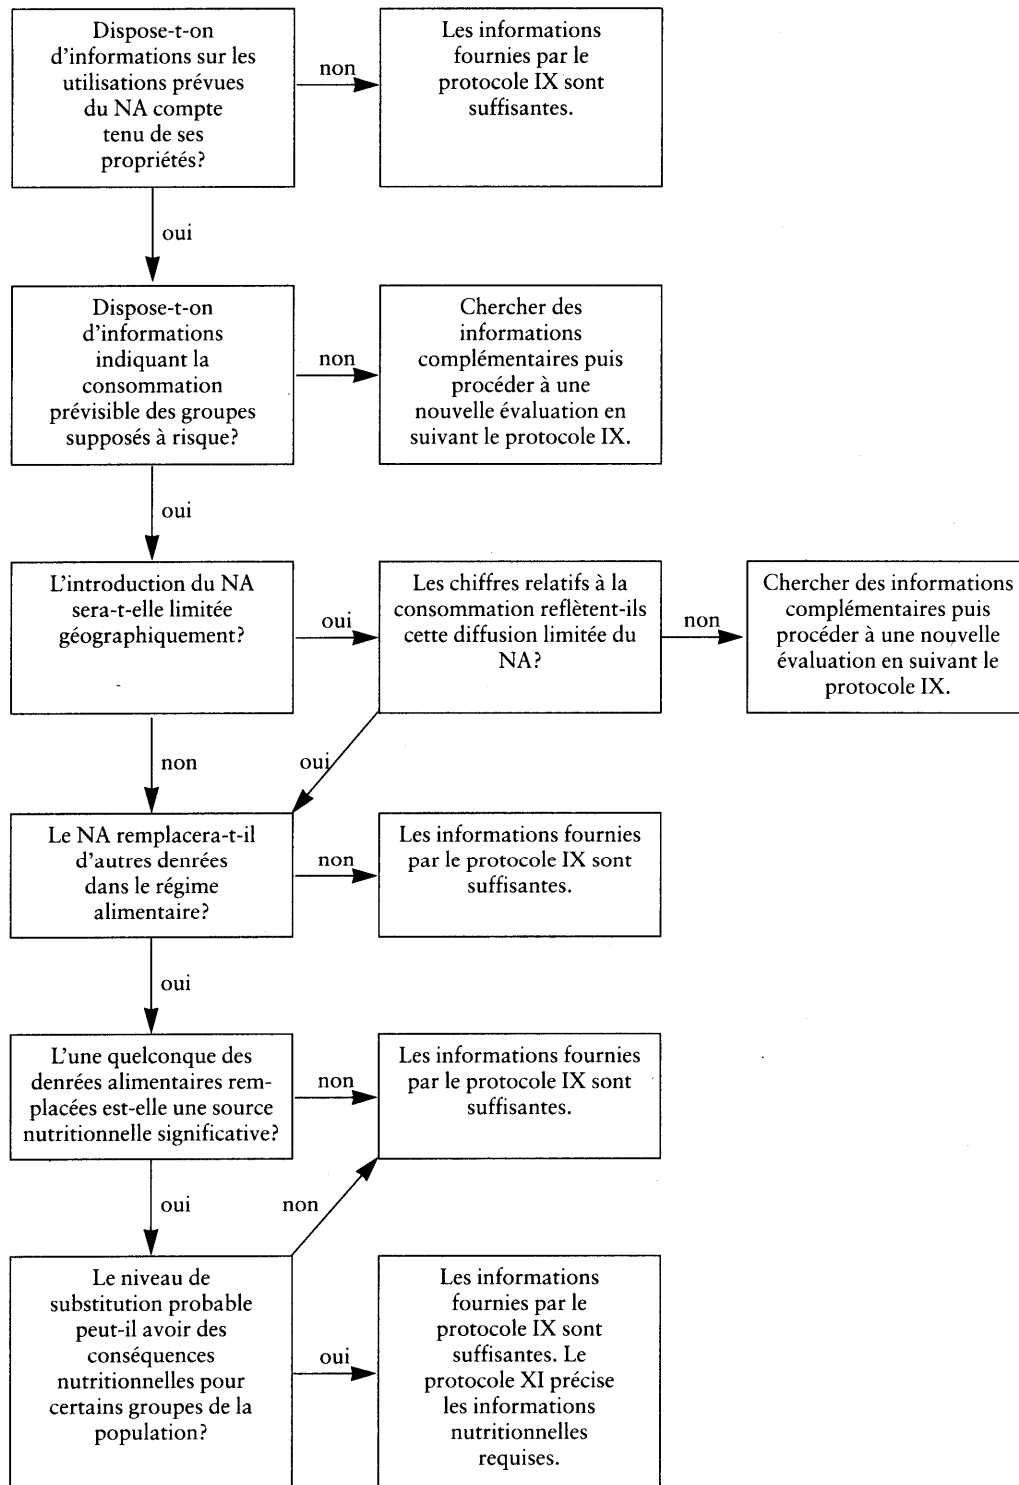 Dispose-t-on
d'informations sur les
utilisations prévues
du NA compte
tenu de ses
propriétés?
non
Les informations
fournies par le
protocole IX sont
suffisantes.
oui
Dispose-t-on
d'informations
indiquant la
consommation
prévisible des groupes
supposés à risque?
non
Chercher des
informations
complémentaires puis
procéder à une
nouvelle évaluation en
suivant le protocole IX.
oui
L'introduction du NA
sera-t-elle limitée
géographiquement?
oui
Les chiffres relatifs à la
consommation reflètent-ils
cette diffusion limitée du
NA?
non
Chercher des informations
complémentaires puis
procéder à une nouvelle
évaluation en suivant le
protocole IX.
non
oui
Le NA remplacera-t-il
d'autres denrées
dans le régime
alimentaire?
non
Les informations fournies
par le protocole IX sont
suffisantes.
oui
L'une quelconque des
denrées alimentaires rem-
placées est-elle une source
nutritionnelle significative?
non
Les informations fournies
par le protocole IX sont
suffisantes.
oui
non
Le niveau de
substitution probable
peut-il avoir des
conséquences
nutritionnelles pour
certains groupes de la
population?
oui
Les informations
fournies par le
protocole IX sont
suffisantes. Le
protocole XI précise
les informations
nutritionnelles
requises.